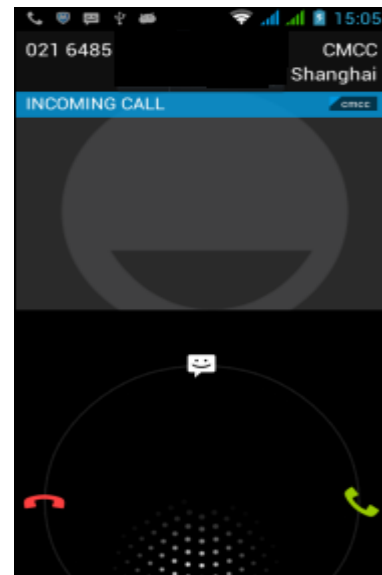 15:05
021 6485
CMCC
Shanghai
INCOMING CALL
cmcc